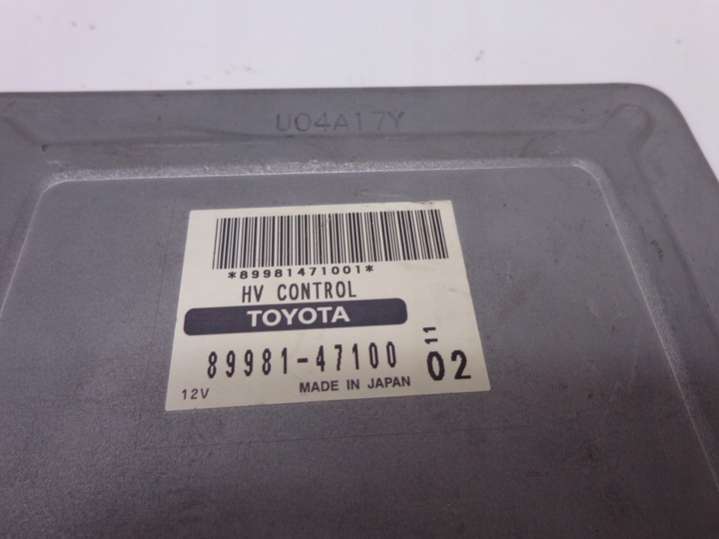 U04A17Y
*89981471001*
HV CONTROL
TOYOTA
89981-47100
11
02
12V
MADE IN JAPAN